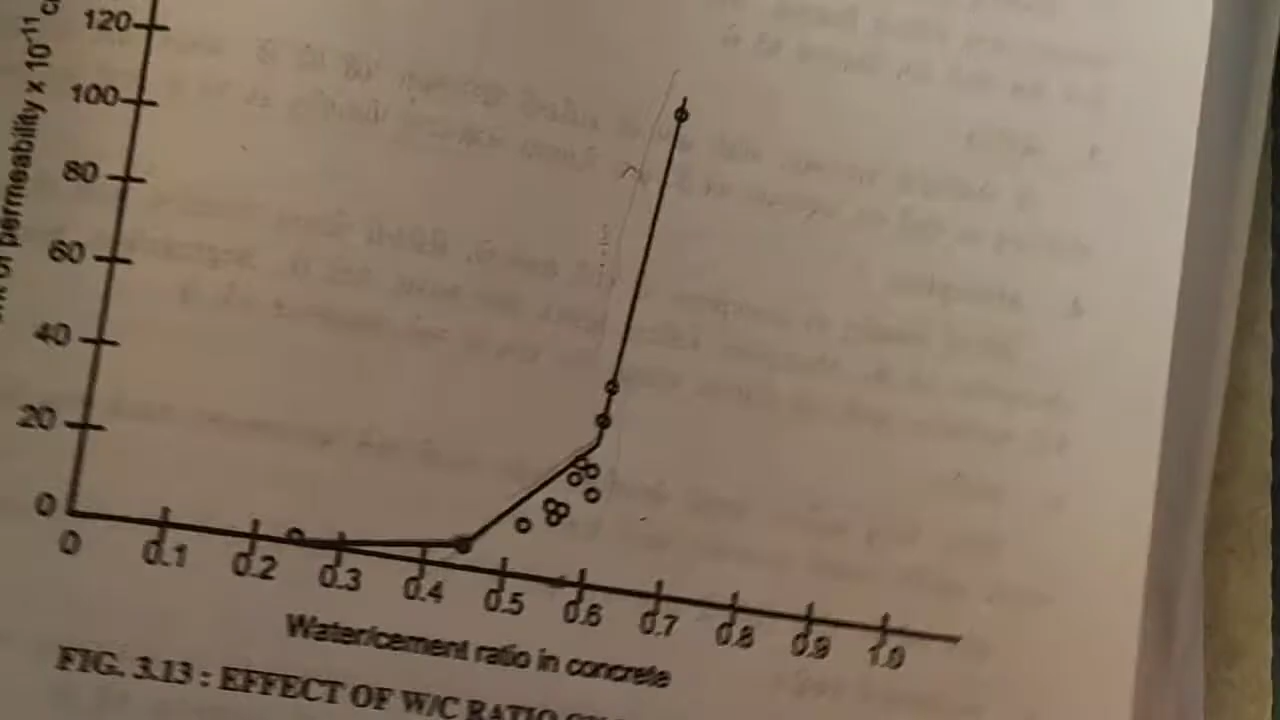 120
100
80
60
40
20
0
of permeability x 10⁻¹¹
0 0.1 0.2 0.3 0.4 0.5 0.6 0.7 0.8 0.9 1.0
Water/cement ratio in concrete
FIG. 3.13 : EFFECT OF W/C RATIO